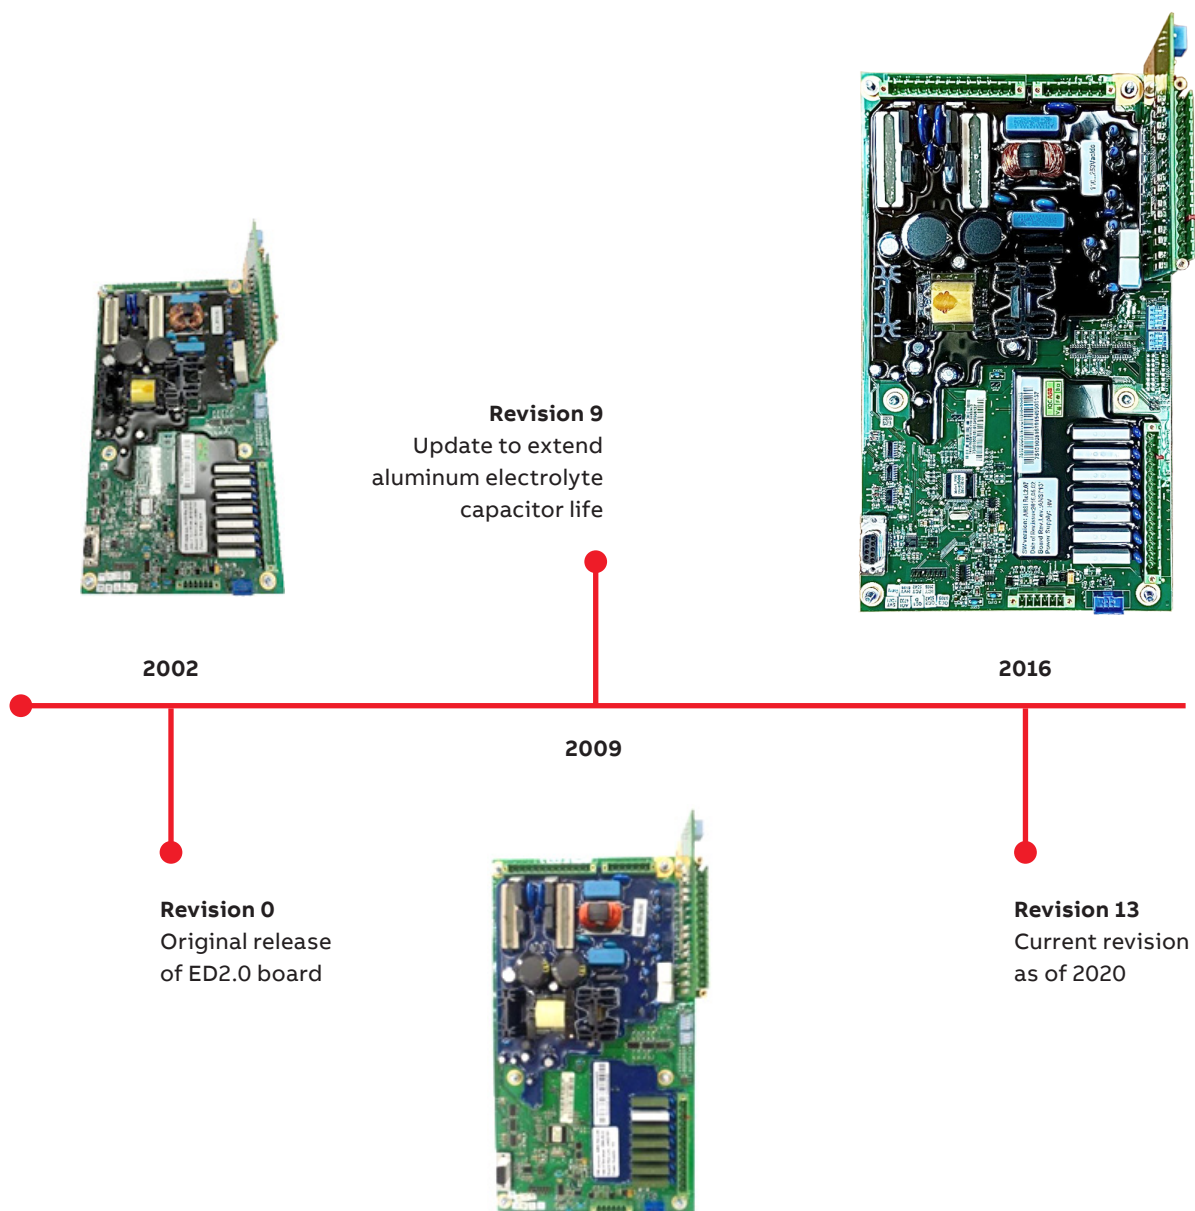 Revision 9
Update to extend
aluminum electrolyte
capacitor life
2002
2016
2009
Revision 0
Original release
of ED2.0 board
Revision 13
Current revision
as of 2020